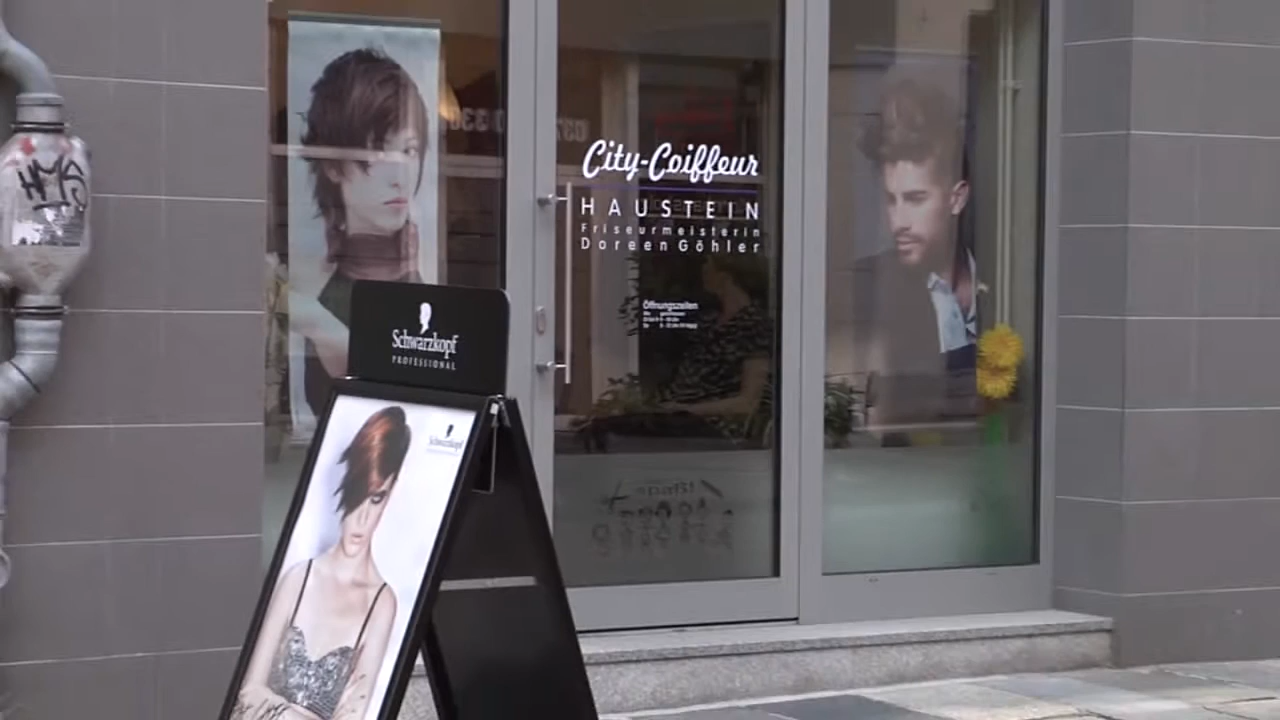 HMS
City-Coiffeur
HAUSTEIN
Friseurmeisterin
Doreen Göhler
Öffnungszeiten
Schwarzkopf
PROFESSIONAL
Schwarzkopf